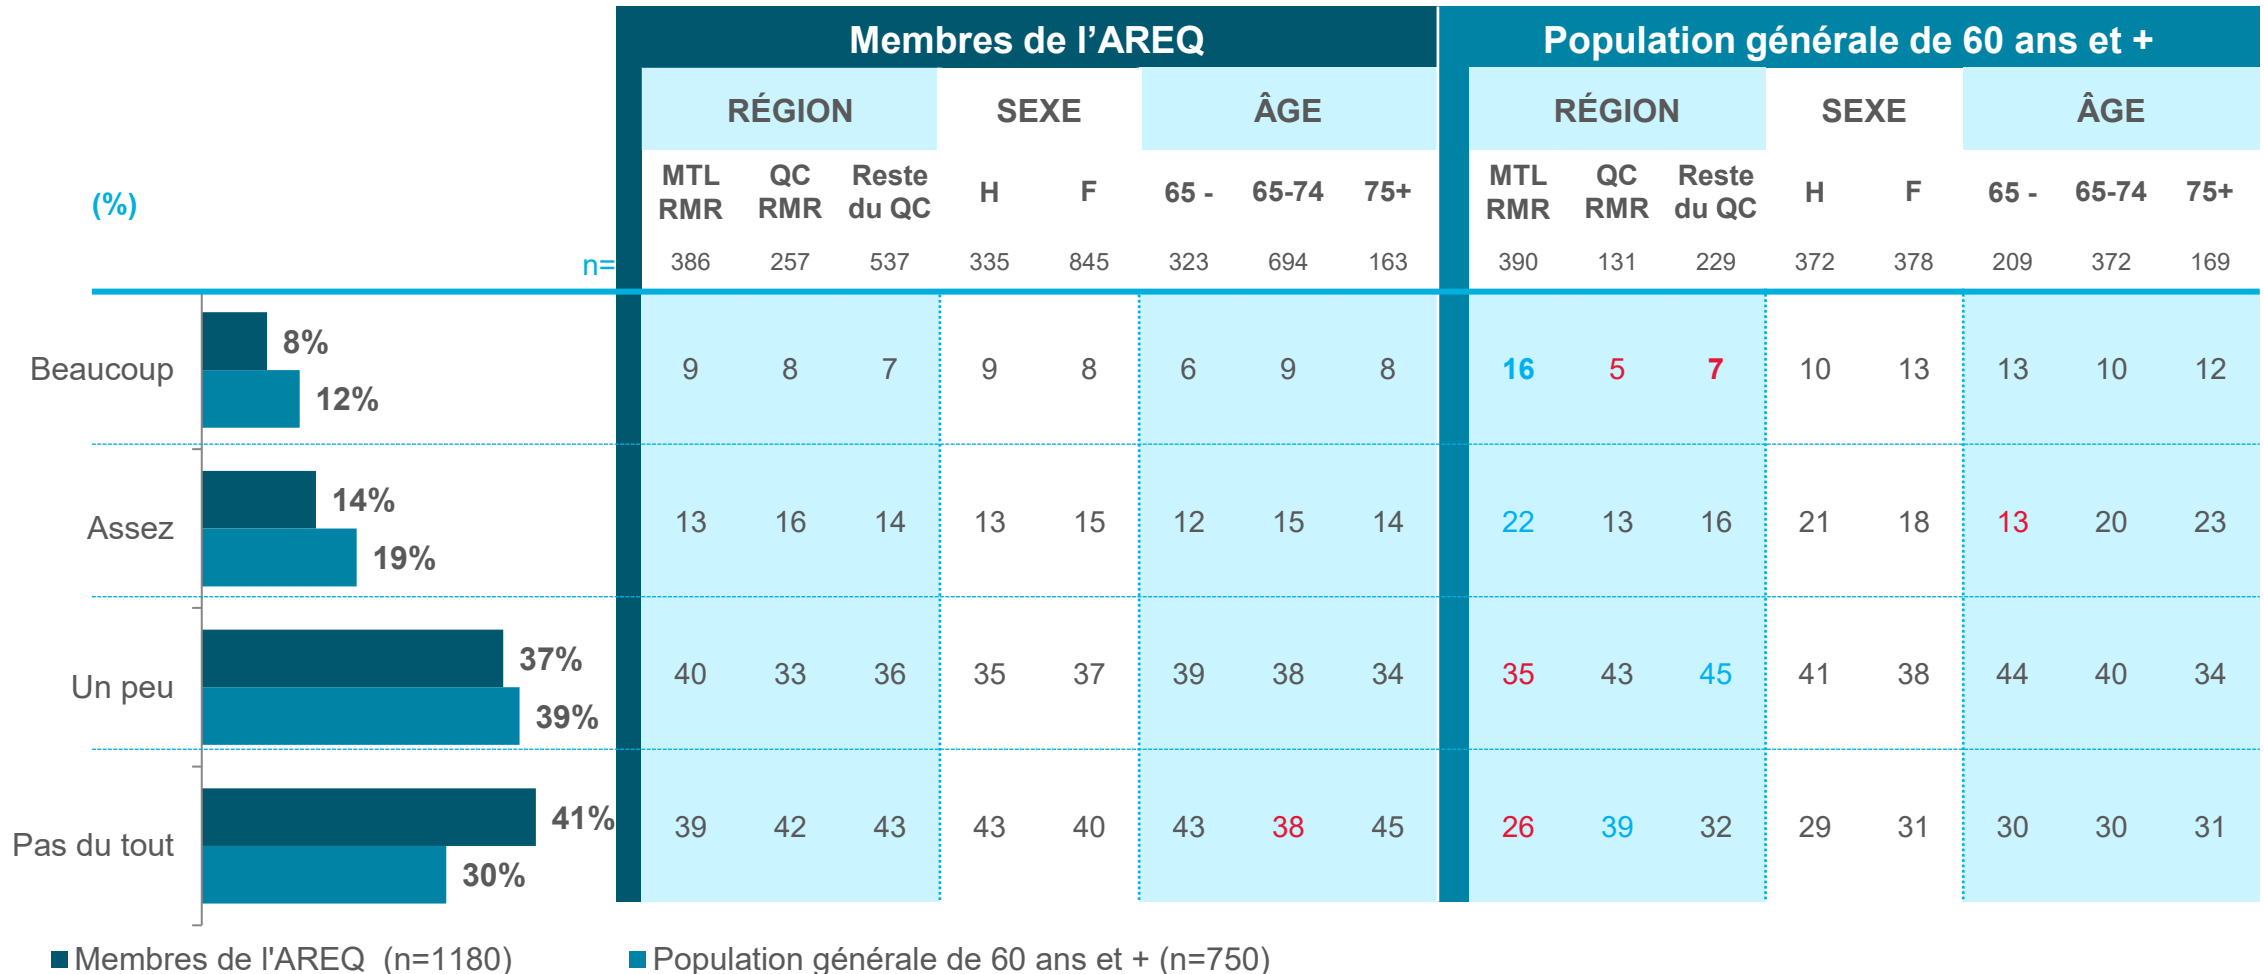 Membres de l’AREQ Population générale de 60 ans et +
RÉGION SEXE ÂGE RÉGION SEXE ÂGE
MTL RMR QC RMR Reste du QC H F 65 - 65-74 75+ MTL RMR QC RMR Reste du QC H F 65 - 65-74 75+
(%)
n= 386 257 537 335 845 323 694 163 390 131 229 372 378 209 372 169
Beaucoup 8% 12% 9 8 7 9 8 6 9 8 16 5 7 10 13 13 10 12
Assez 14% 19% 13 16 14 13 15 12 15 14 22 13 16 21 18 13 20 23
Un peu 37% 39% 40 33 36 35 37 39 38 34 35 43 45 41 38 44 40 34
Pas du tout 41% 30% 39 42 43 43 40 43 38 45 26 39 32 29 31 30 30 31
Membres de l'AREQ (n=1180) Population générale de 60 ans et + (n=750)